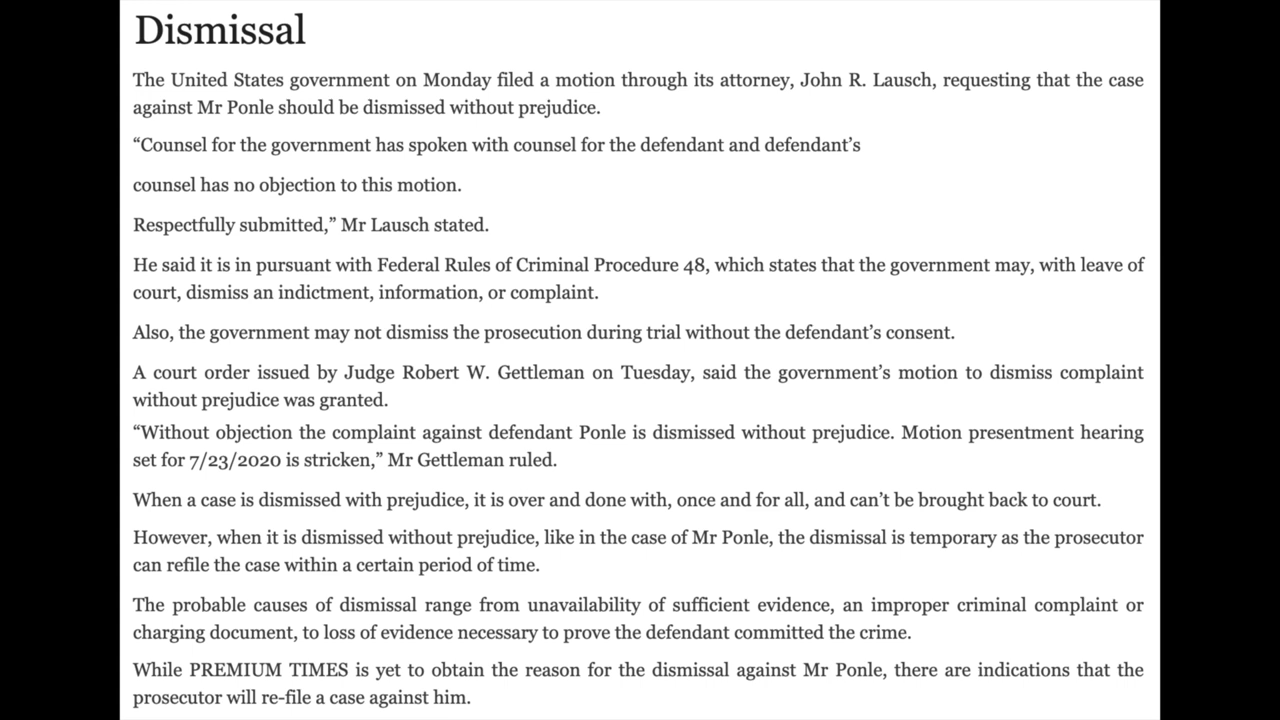 Dismissal
The United States government on Monday filed a motion through its attorney, John R. Lausch, requesting that the case
against Mr Ponle should be dismissed without prejudice.
“Counsel for the government has spoken with counsel for the defendant and defendant’s
counsel has no objection to this motion.
Respectfully submitted,” Mr Lausch stated.
He said it is in pursuant with Federal Rules of Criminal Procedure 48, which states that the government may, with leave of
court, dismiss an indictment, information, or complaint.
Also, the government may not dismiss the prosecution during trial without the defendant’s consent.
A court order issued by Judge Robert W. Gettleman on Tuesday, said the government’s motion to dismiss complaint
without prejudice was granted.
“Without objection the complaint against defendant Ponle is dismissed without prejudice. Motion presentment hearing
set for 7/23/2020 is stricken,” Mr Gettleman ruled.
When a case is dismissed with prejudice, it is over and done with, once and for all, and can’t be brought back to court.
However, when it is dismissed without prejudice, like in the case of Mr Ponle, the dismissal is temporary as the prosecutor
can refile the case within a certain period of time.
The probable causes of dismissal range from unavailability of sufficient evidence, an improper criminal complaint or
charging document, to loss of evidence necessary to prove the defendant committed the crime.
While PREMIUM TIMES is yet to obtain the reason for the dismissal against Mr Ponle, there are indications that the
prosecutor will re-file a case against him.